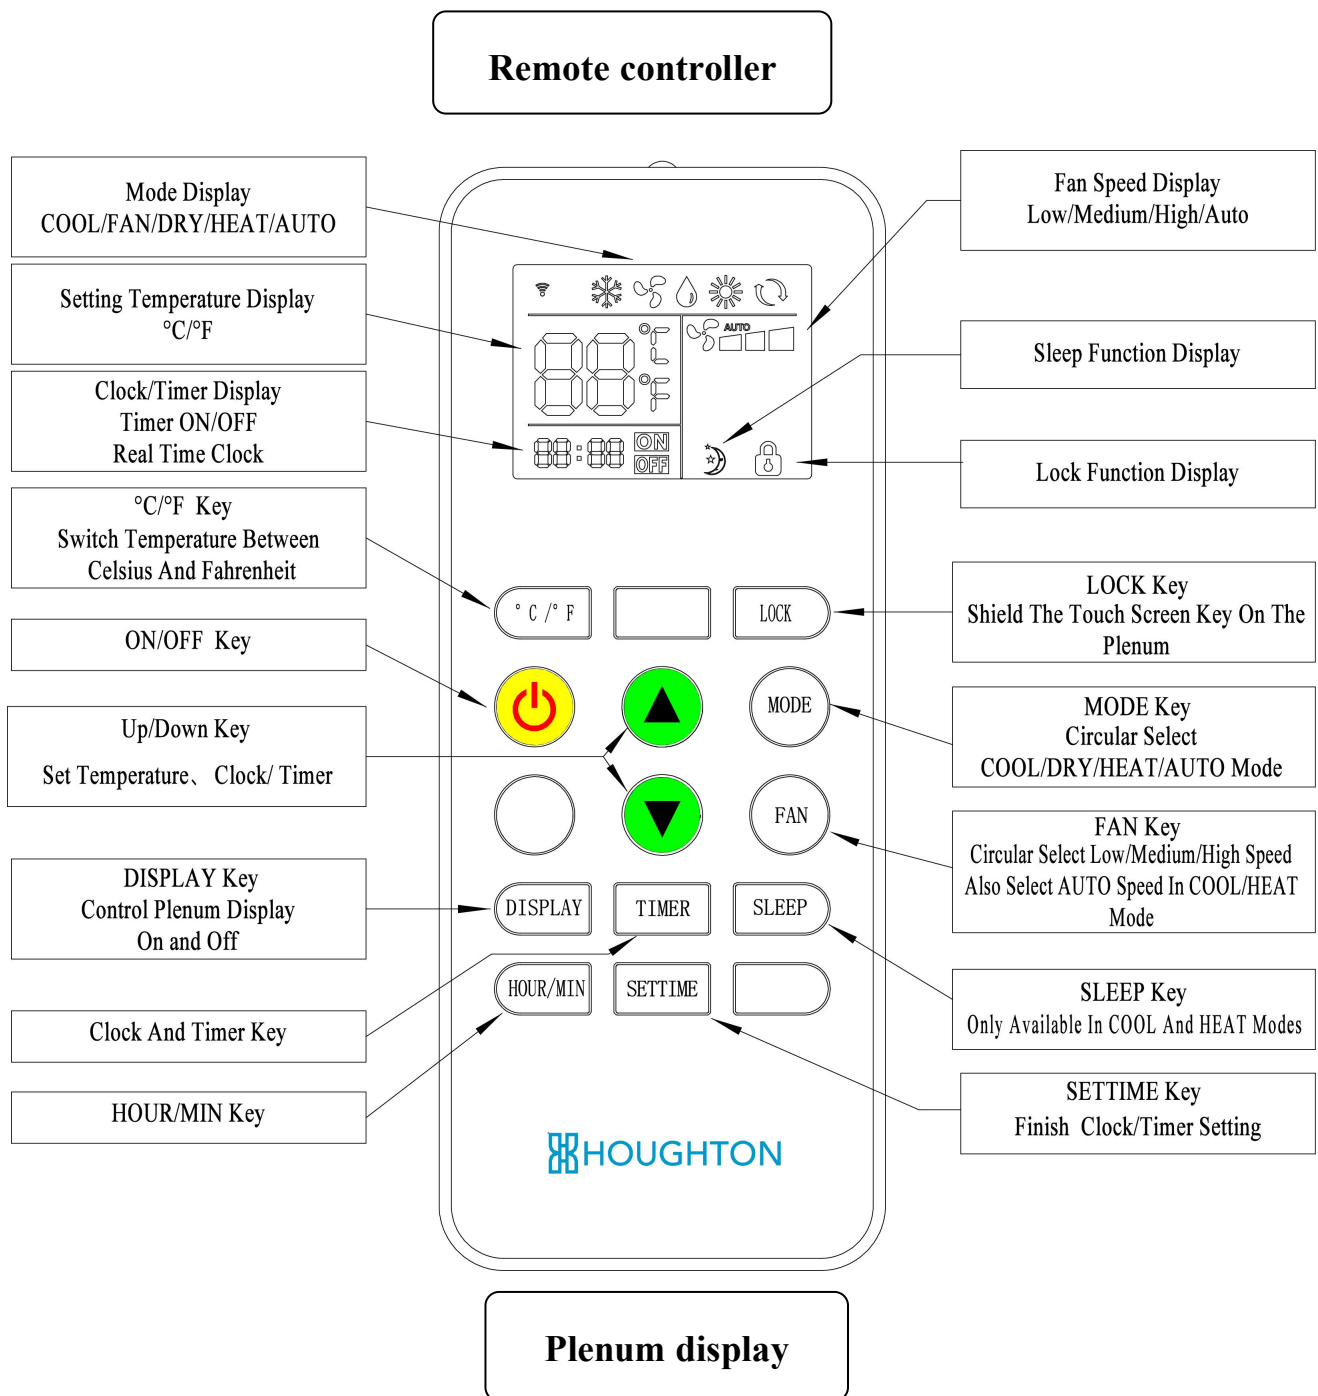 Remote controller
Mode Display
COOL/FAN/DRY/HEAT/AUTO
Setting Temperature Display
°C/°F
Clock/Timer Display
Timer ON/OFF
Real Time Clock
°C/°F Key
Switch Temperature Between
Celsius And Fahrenheit
ON/OFF Key
Up/Down Key
Set Temperature、 Clock/ Timer
DISPLAY Key
Control Plenum Display
On and Off
Clock And Timer Key
HOUR/MIN Key
AUTO
88 °C
°F
88:88 ON
OFF
° C /° F
LOCK
MODE
FAN
DISPLAY
TIMER
SLEEP
HOUR/MIN
SETTIME
HOUGHTON
Fan Speed Display
Low/Medium/High/Auto
Sleep Function Display
Lock Function Display
LOCK Key
Shield The Touch Screen Key On The
Plenum
MODE Key
Circular Select
COOL/DRY/HEAT/AUTO Mode
FAN Key
Circular Select Low/Medium/High Speed
Also Select AUTO Speed In COOL/HEAT
Mode
SLEEP Key
Only Available In COOL And HEAT Modes
SETTIME Key
Finish Clock/Timer Setting
Plenum display